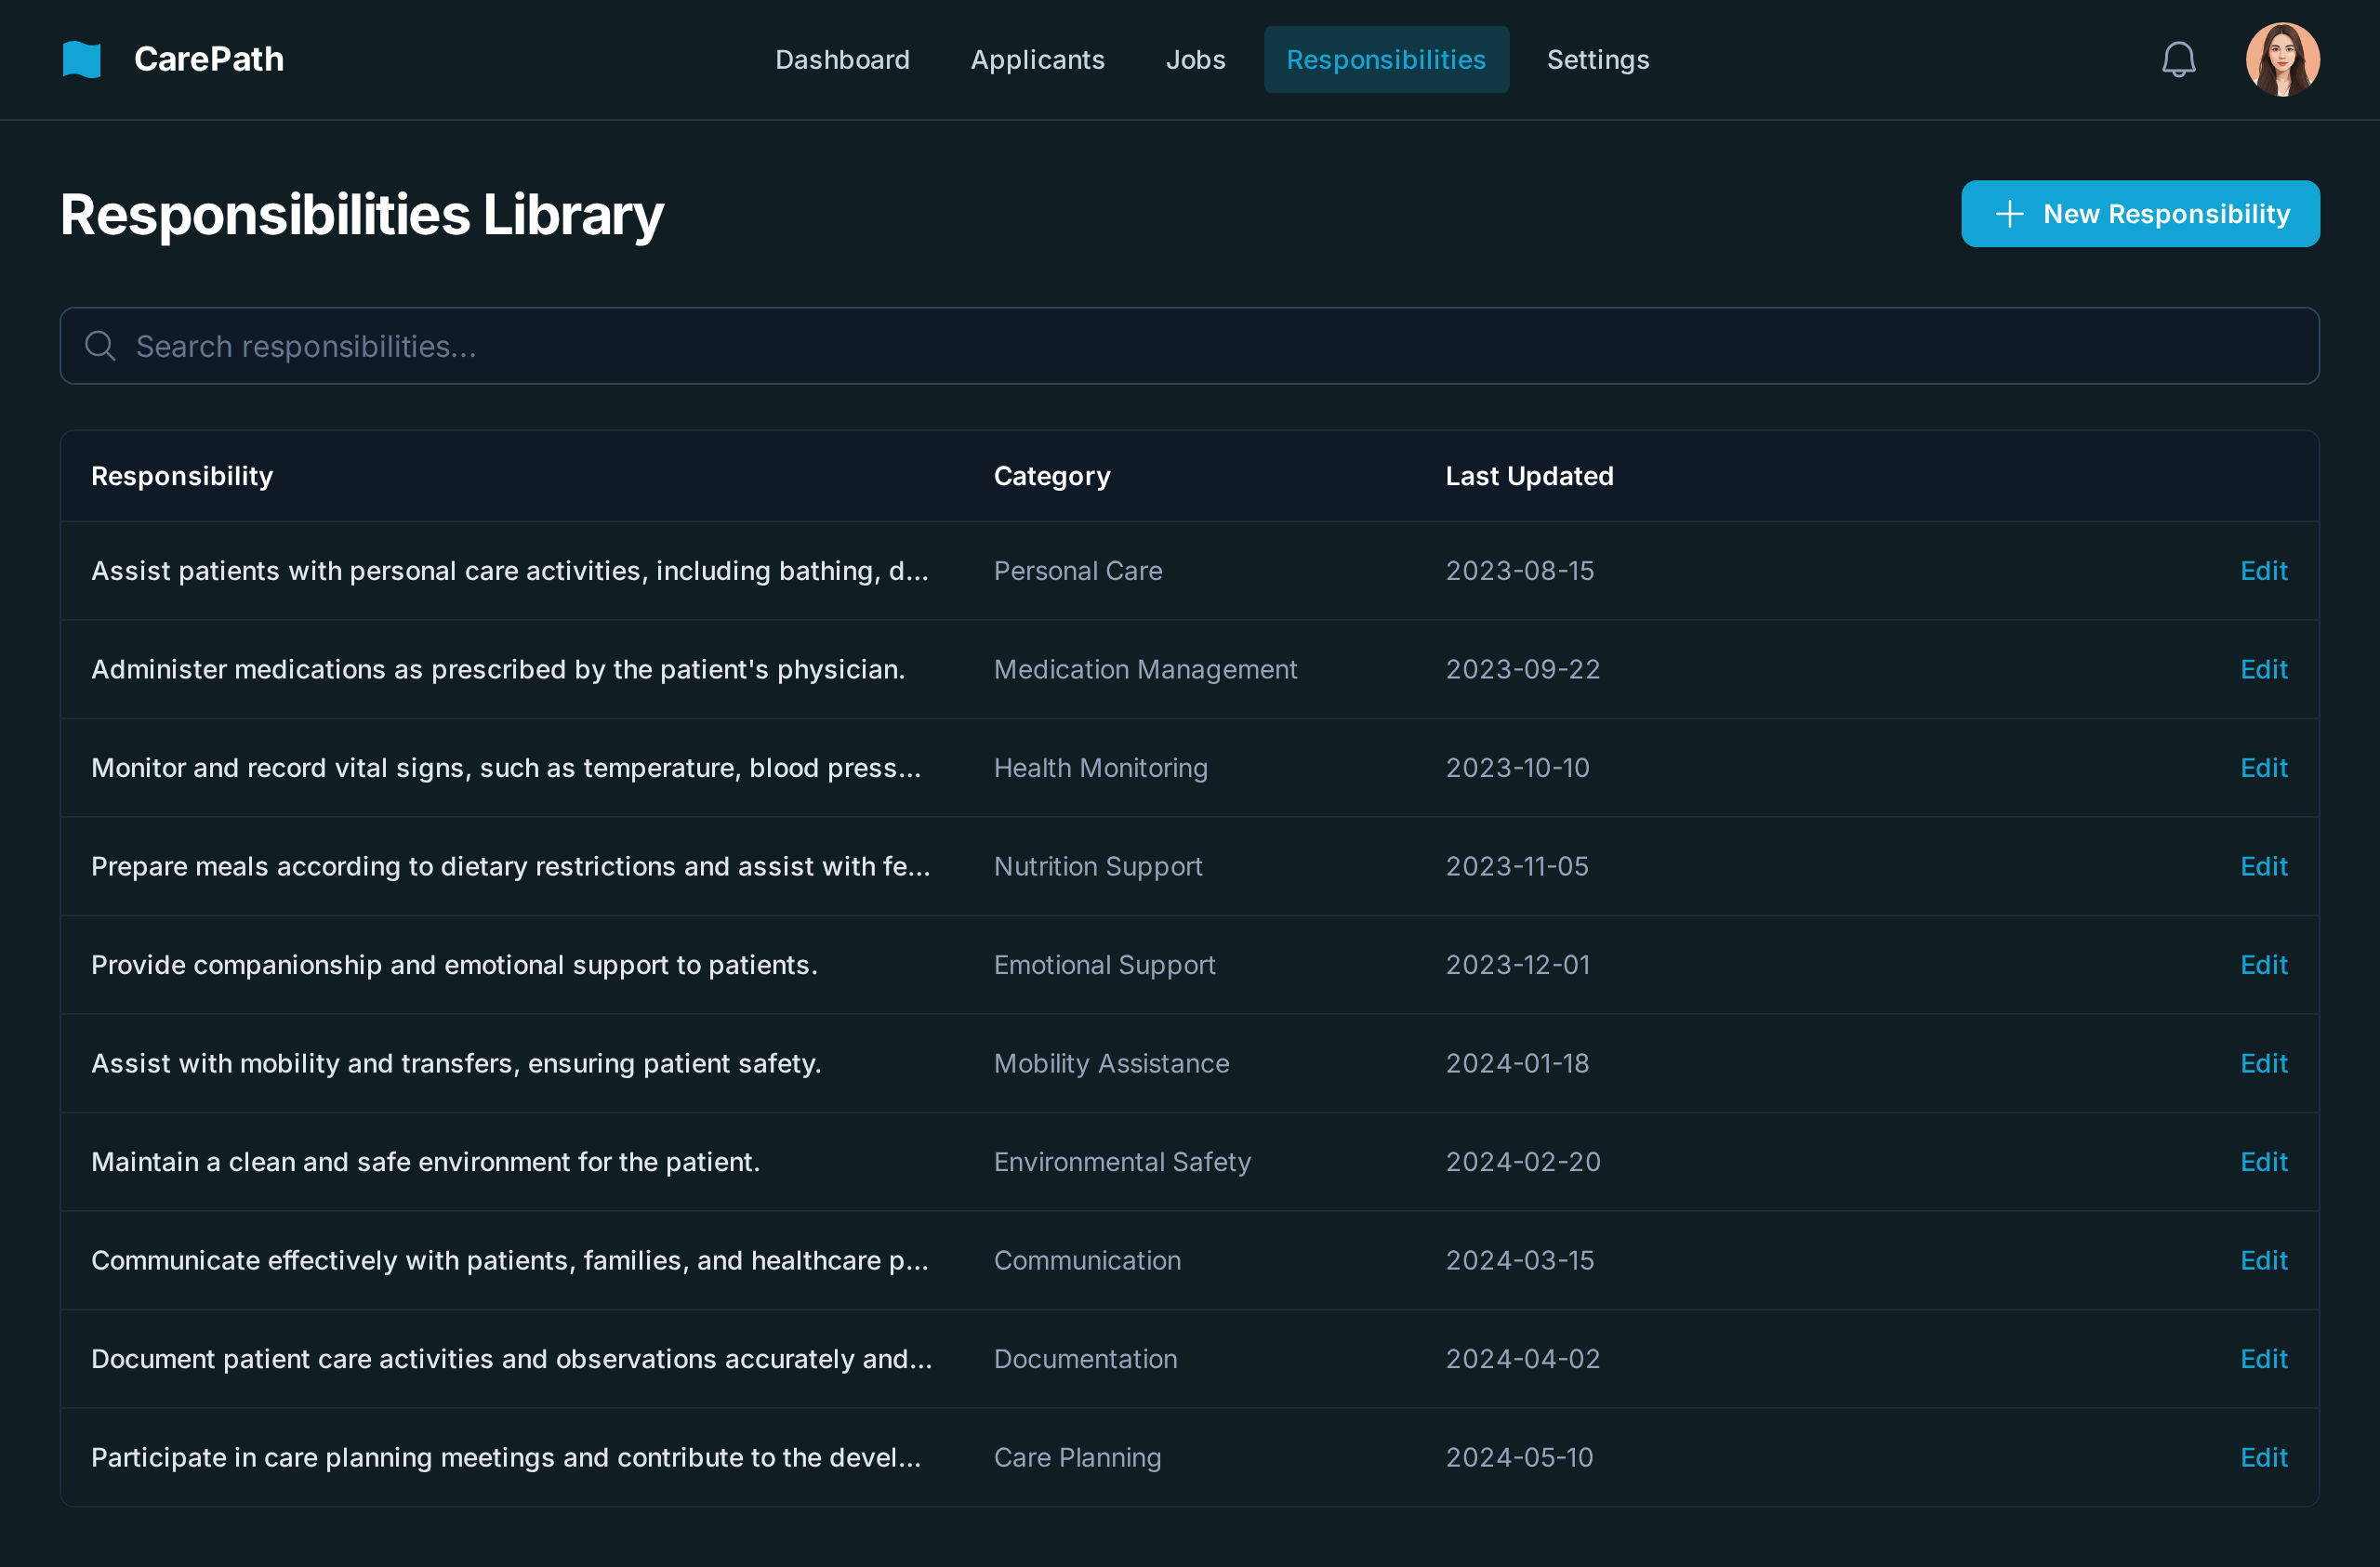 CarePath
Dashboard Applicants Jobs Responsibilities Settings
Responsibilities Library
New Responsibility
Search responsibilities...
Responsibility Category Last Updated
Assist patients with personal care activities, including bathing, d... Personal Care 2023-08-15 Edit
Administer medications as prescribed by the patient's physician. Medication Management 2023-09-22 Edit
Monitor and record vital signs, such as temperature, blood press... Health Monitoring 2023-10-10 Edit
Prepare meals according to dietary restrictions and assist with fe... Nutrition Support 2023-11-05 Edit
Provide companionship and emotional support to patients. Emotional Support 2023-12-01 Edit
Assist with mobility and transfers, ensuring patient safety. Mobility Assistance 2024-01-18 Edit
Maintain a clean and safe environment for the patient. Environmental Safety 2024-02-20 Edit
Communicate effectively with patients, families, and healthcare p... Communication 2024-03-15 Edit
Document patient care activities and observations accurately and... Documentation 2024-04-02 Edit
Participate in care planning meetings and contribute to the devel... Care Planning 2024-05-10 Edit